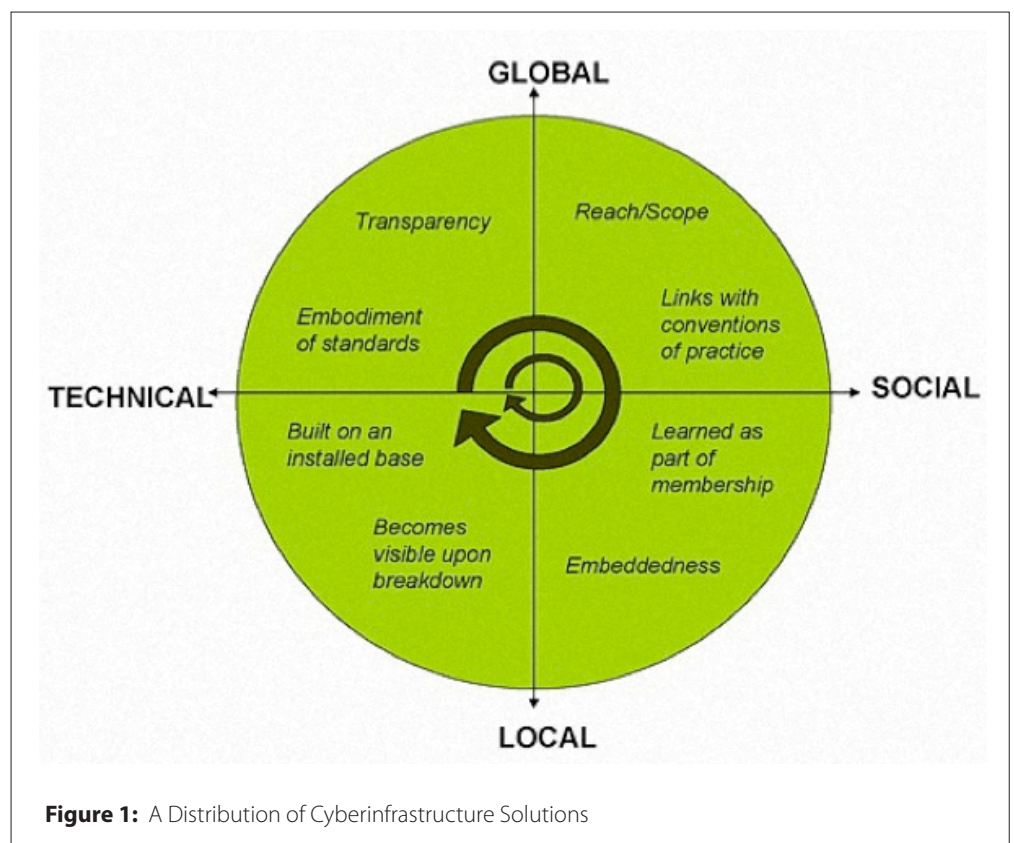 GLOBAL
Transparency
Reach/Scope
Embodiment
of standards
Links with
conventions
of practice
TECHNICAL
SOCIAL
Built on an
installed base
Learned as
part of
membership
Becomes
visible upon
breakdown
Embeddedness
LOCAL
Figure 1: A Distribution of Cyberinfrastructure Solutions